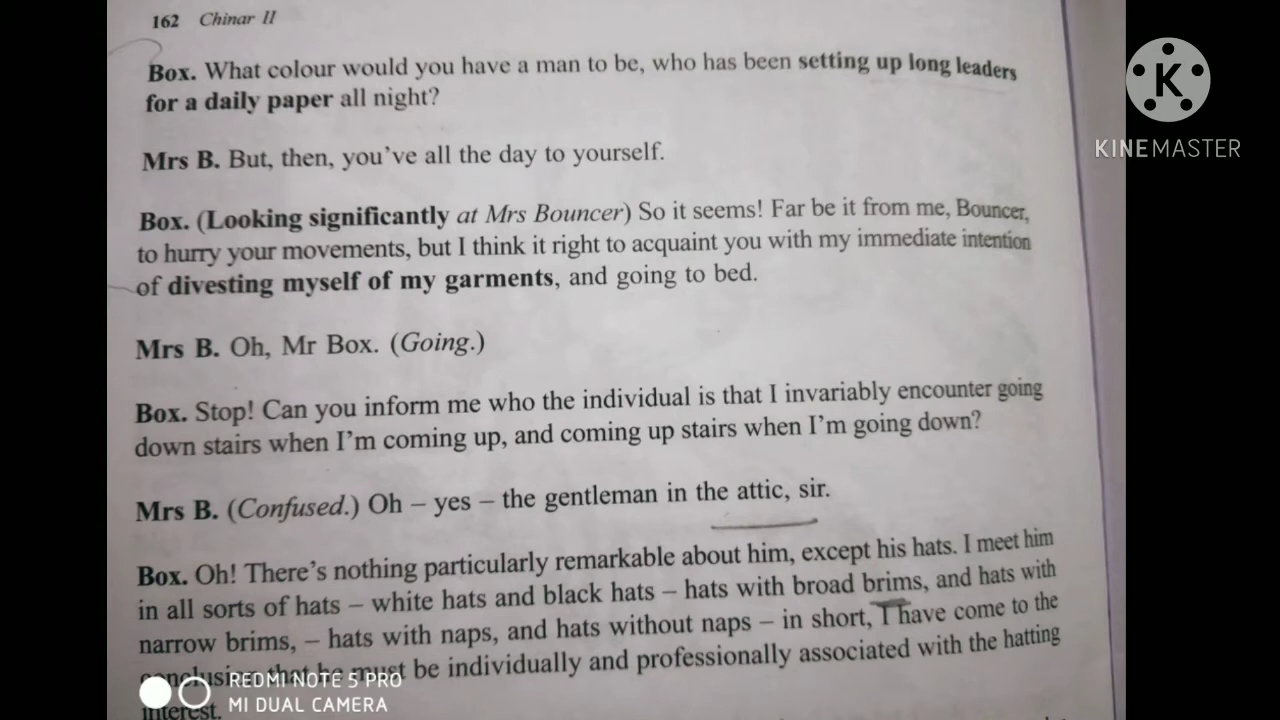 162 Chinar II
Box. What colour would you have a man to be, who has been setting up long leaders
for a daily paper all night?
Mrs B. But, then, you've all the day to yourself.
Box. (Looking significantly at Mrs Bouncer) So it seems! Far be it from me, Bouncer,
to hurry your movements, but I think it right to acquaint you with my immediate intention
of divesting myself of my garments, and going to bed.
Mrs B. Oh, Mr Box. (Going.)
Box. Stop! Can you inform me who the individual is that I invariably encounter going
down stairs when I'm coming up, and coming up stairs when I'm going down?
Mrs B. (Confused.) Oh – yes – the gentleman in the attic, sir.
Box. Oh! There's nothing particularly remarkable about him, except his hats. I meet him
in all sorts of hats – white hats and black hats – hats with broad brims, and hats with
narrow brims, – hats with naps, and hats without naps – in short, I have come to the
conclusion that he must be individually and professionally associated with the hatting
interest.
REDMI NOTE 5 PRO
MI DUAL CAMERA
K
KINEMASTER